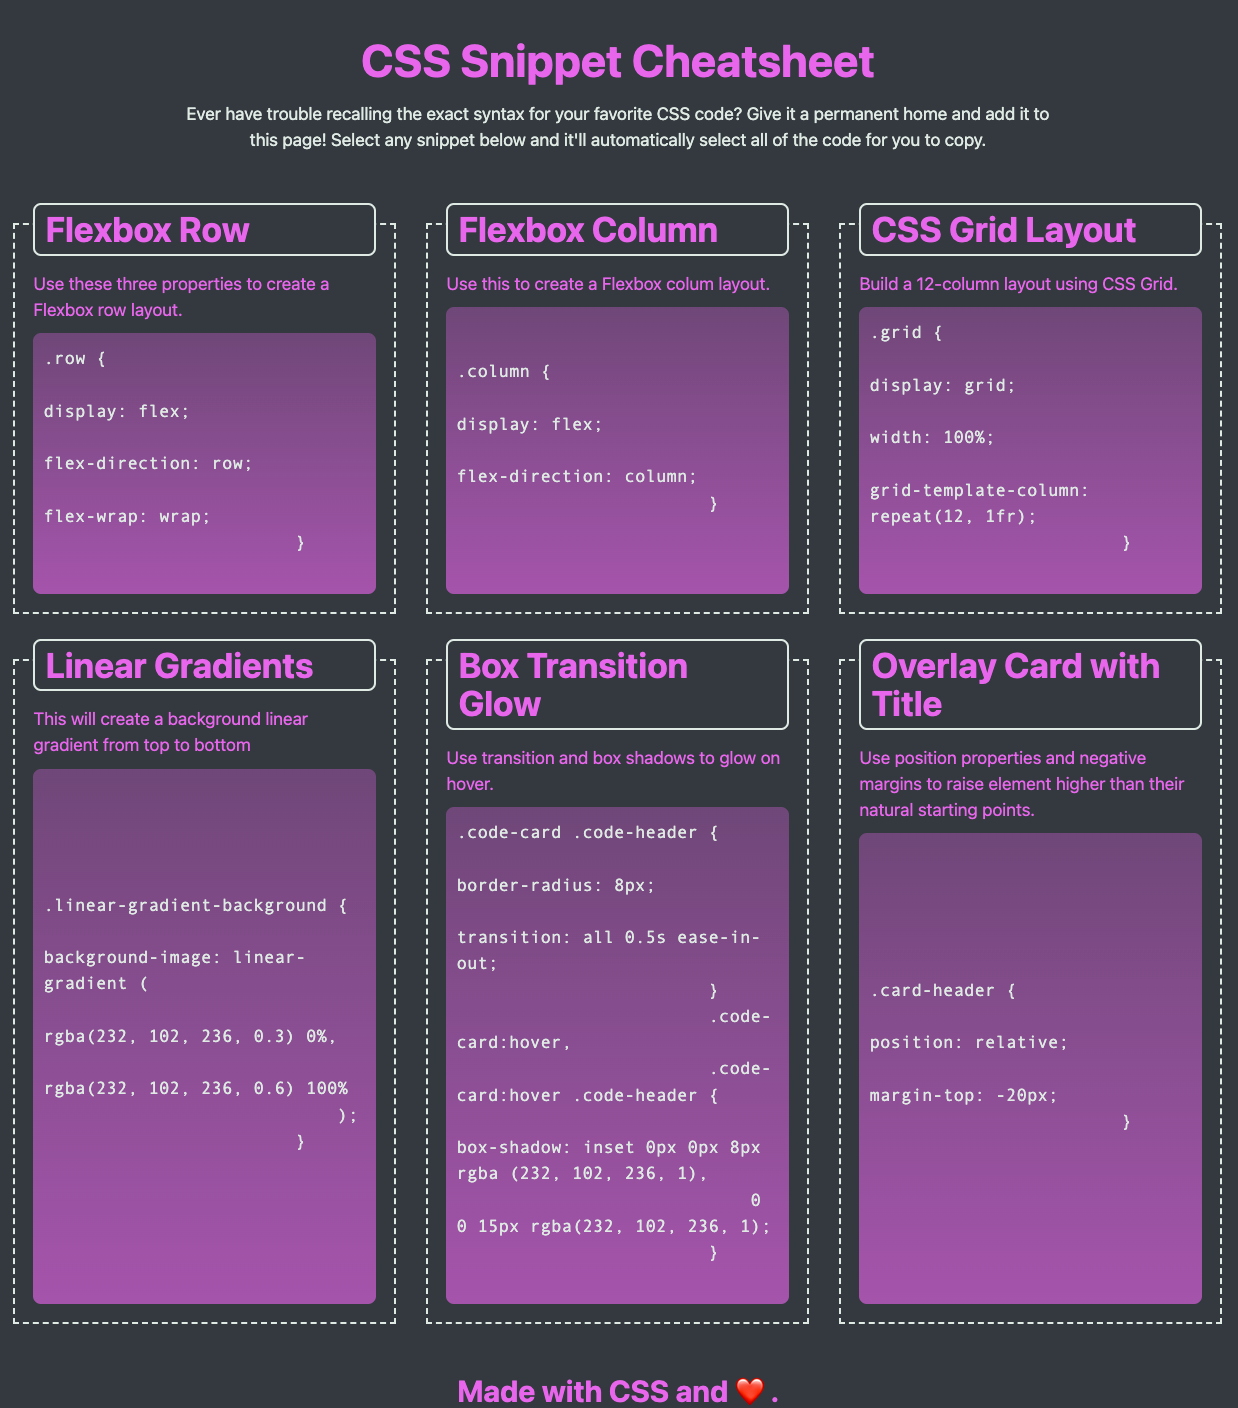 CSS Snippet Cheatsheet
Ever have trouble recalling the exact syntax for your favorite CSS code? Give it a permanent home and add it to
this page! Select any snippet below and it'll automatically select all of the code for you to copy.
Flexbox Row
Use these three properties to create a
Flexbox row layout.
.row {
display: flex;
flex-direction: row;
flex-wrap: wrap;
}
Flexbox Column
Use this to create a Flexbox colum layout.
.column {
display: flex;
flex-direction: column;
}
CSS Grid Layout
Build a 12-column layout using CSS Grid.
.grid {
display: grid;
width: 100%;
grid-template-column:
repeat(12, 1fr);
}
Linear Gradients
This will create a background linear
gradient from top to bottom
.linear-gradient-background {
background-image: linear-
gradient (
rgba(232, 102, 236, 0.3) 0%,
rgba(232, 102, 236, 0.6) 100%
);
}
Box Transition
Glow
Use transition and box shadows to glow on
hover.
.code-card .code-header {
border-radius: 8px;
transition: all 0.5s ease-in-
out;
}
.code-
card:hover,
.code-
card:hover .code-header {
box-shadow: inset 0px 0px 8px
rgba (232, 102, 236, 1),
0
0 15px rgba(232, 102, 236, 1);
}
Overlay Card with
Title
Use position properties and negative
margins to raise element higher than their
natural starting points.
.card-header {
position: relative;
margin-top: -20px;
}
Made with CSS and ❤️ .